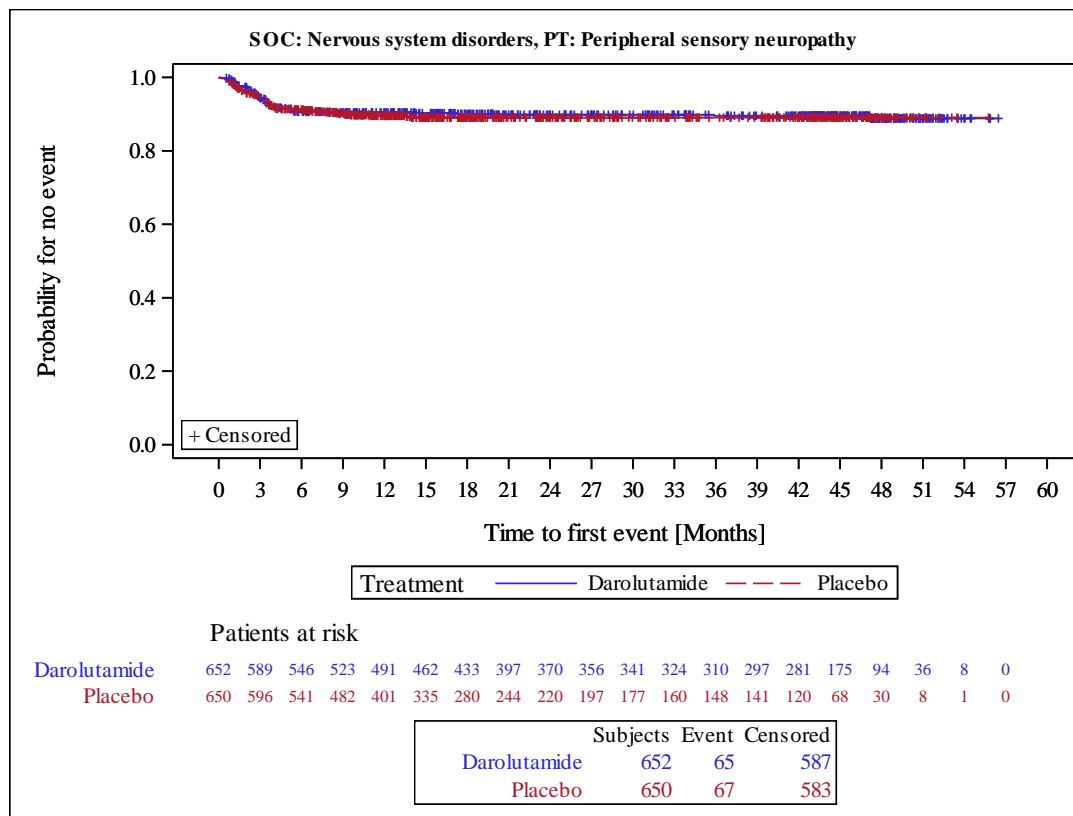 SOC: Nervous system disorders, PT: Peripheral sensory neuropathy
Probability for no event
1.0
0.8
0.6
0.4
0.2
0.0
+ Censored
0 3 6 9 12 15 18 21 24 27 30 33 36 39 42 45 48 51 54 57 60
Time to first event [Months]
Treatment Darolutamide Placebo
Patients at risk
Darolutamide 652 589 546 523 491 462 433 397 370 356 341 324 310 297 281 175 94 36 8 0
Placebo 650 596 541 482 401 335 280 244 220 197 177 160 148 141 120 68 30 8 1 0
Subjects Event Censored
Darolutamide 652 65 587
Placebo 650 67 583